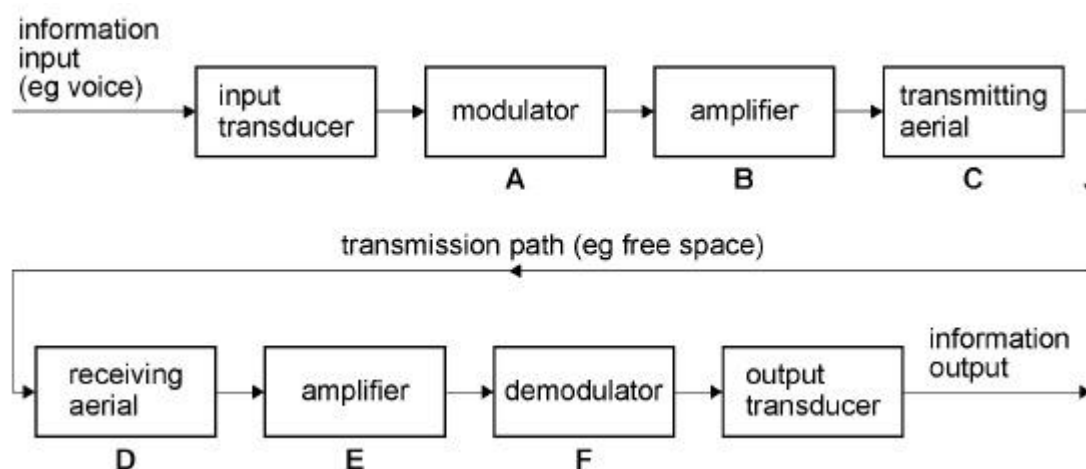 information
input
(eg voice)
input
transducer
modulator
amplifier
transmitting
aerial
A
B
C
transmission path (eg free space)
receiving
aerial
amplifier
demodulator
output
transducer
information
output
D
E
F